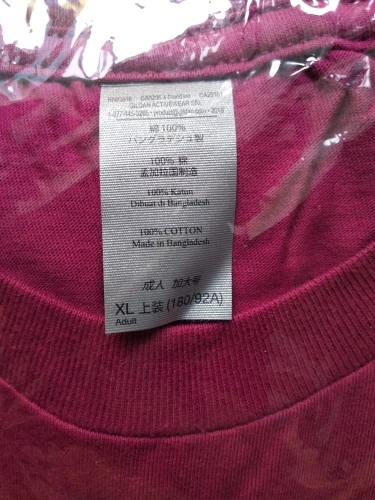 GILDAN ACTIVEWEAR SRL
綿 100%
バングラデシュ製
100% 棉
孟加拉国制造
100% Katun
Dibuat di Bangladesh
100% COTTON
Made in Bangladesh
成人 加大号
XL 上装 (180/92A)
Adult